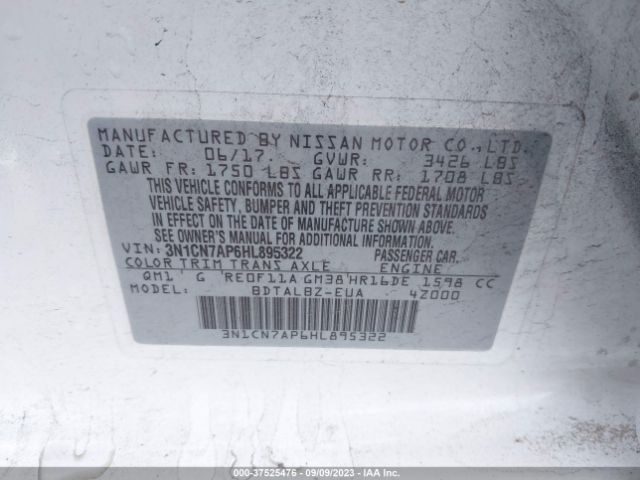 MANUFACTURED BY NISSAN MOTOR CO., LTD.
DATE: 06/17. GVWR: 3426 LBS
GAWR FR: 1750 LBS GAWR RR: 1708 LBS
THIS VEHICLE CONFORMS TO ALL APPLICABLE FEDERAL MOTOR
VEHICLE SAFETY, BUMPER AND THEFT PREVENTION STANDARDS
IN EFFECT ON THE DATE OF MANUFACTURE SHOWN ABOVE.
SEE OWNER'S MANUAL FOR ADDITIONAL INFORMATION.
VIN: 3N1CN7AP6HL895322 PASSENGER CAR.
COLOR TRIM TRANS AXLE ENGINE
QM1 G RE0F11A GM38 HR16DE 1598 CC
MODEL: BDTALBZ-EUA 4Z000
3N1CN7AP6HL895322
000-37525476 | 09/09/2023 | IAA